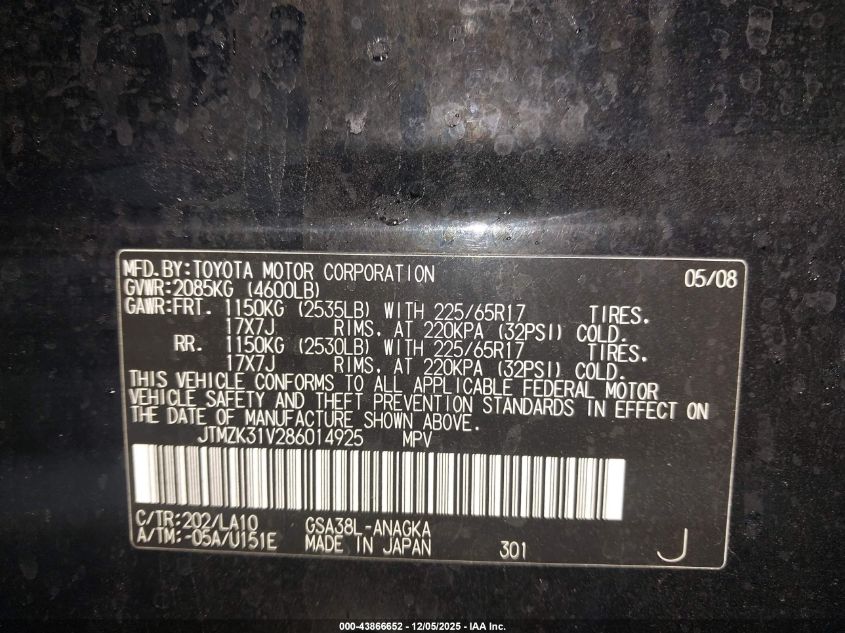 MFD.BY:TOYOTA MOTOR CORPORATION 05/08
GVWR:2085KG (4600LB)
GAWR:FRT. 1150KG (2535LB) WITH 225/65R17 TIRES.
17X7J RIMS, AT 220KPA (32PSI) COLD.
RR. 1150KG (2530LB) WITH 225/65R17 TIRES.
17X7J RIMS, AT 220KPA (32PSI) COLD.
THIS VEHICLE CONFORMS TO ALL APPLICABLE FEDERAL MOTOR
VEHICLE SAFETY AND THEFT PREVENTION STANDARDS IN EFFECT ON
THE DATE OF MANUFACTURE SHOWN ABOVE.
JTMZK31V286014925 MPV
C/TR:202/LA10 GSA38L-ANAGKA
A/TM:-05A/U151E MADE IN JAPAN 301 J
000-43866652 - 12/05/2025 - IAA Inc.